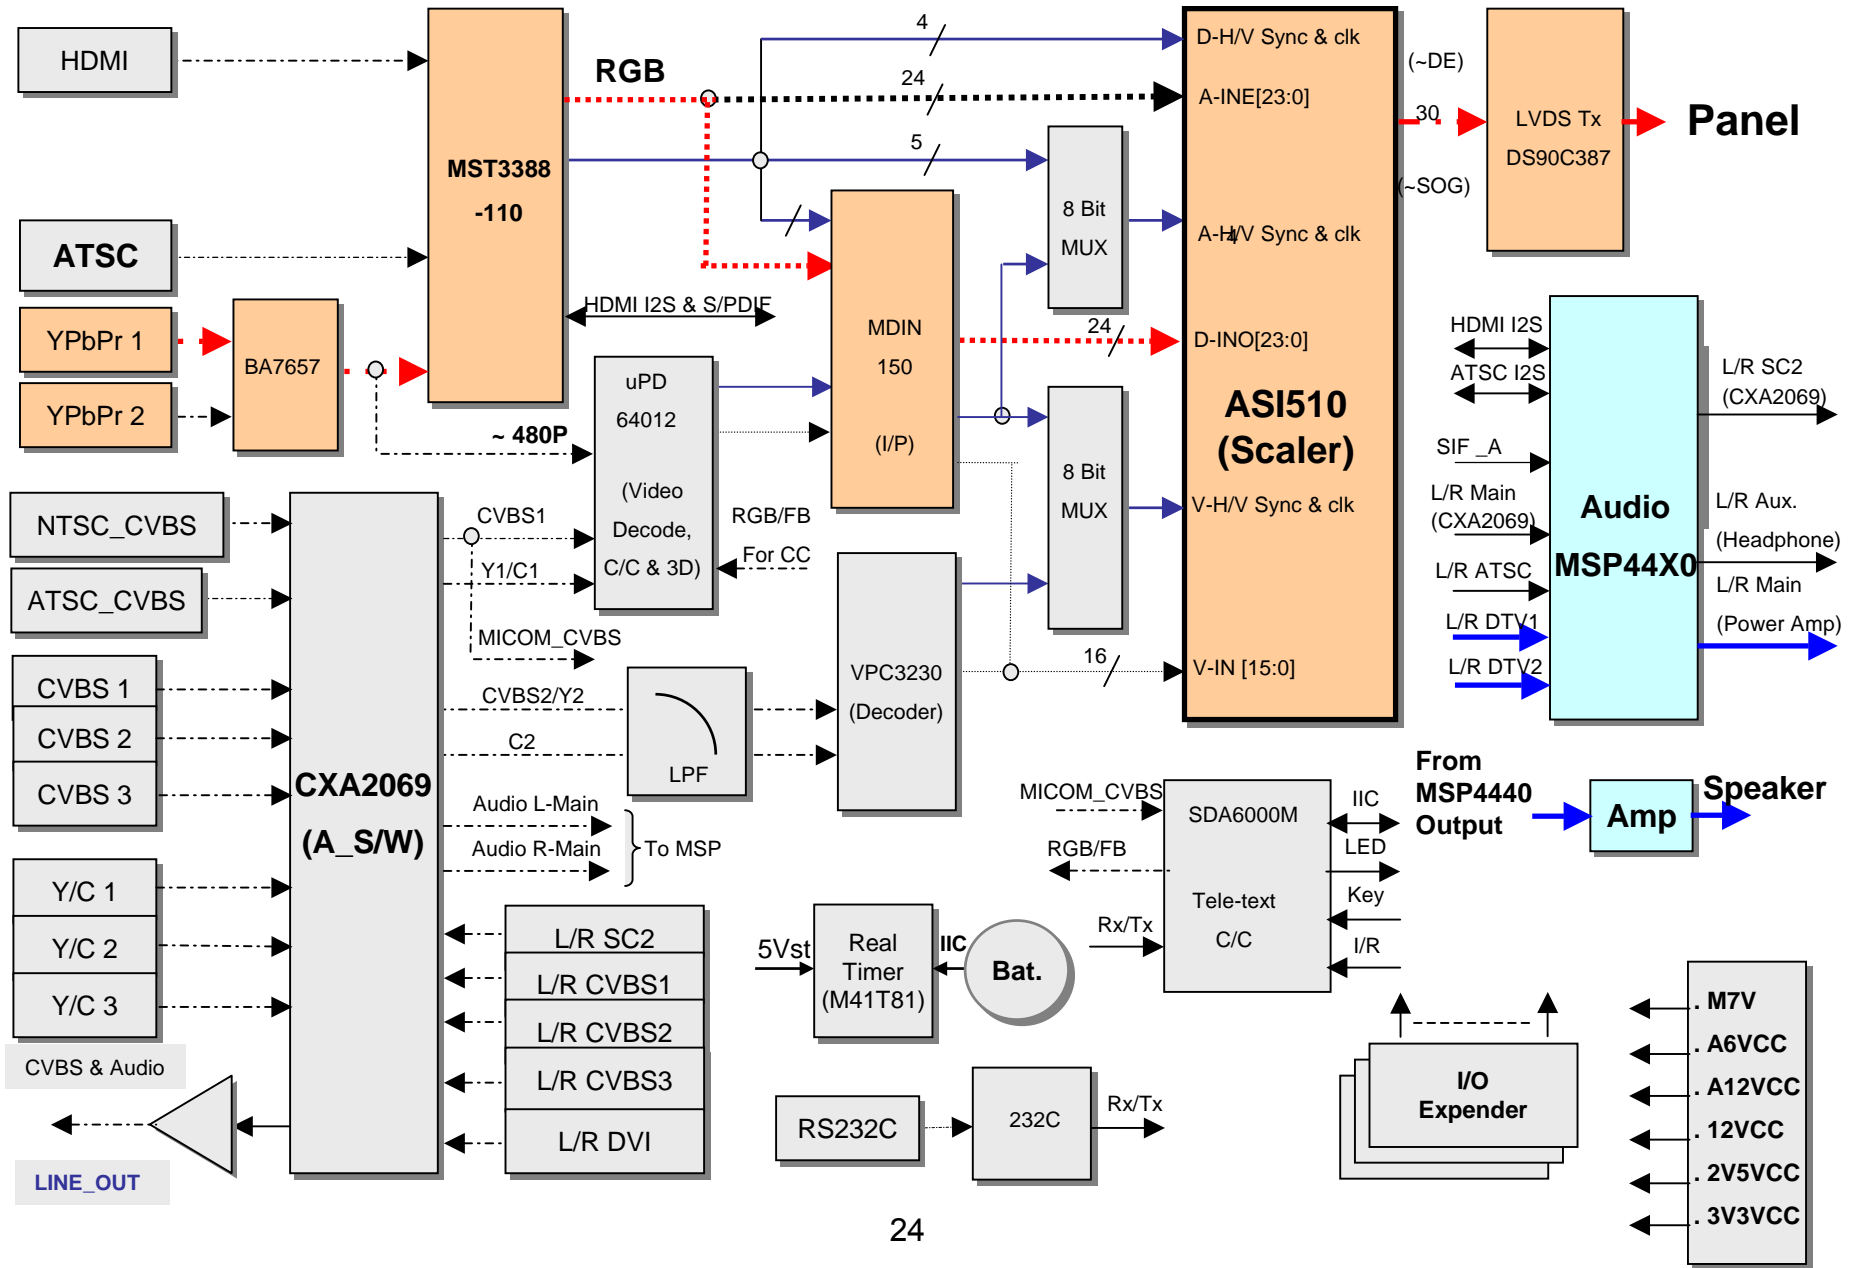 HDMI
ATSC
YPbPr 1
YPbPr 2
BA7657
MST3388
-110
RGB
4
24
5
HDMI I2S & S/PDIF
~ 480P
uPD
64012
(Video
Decode,
C/C & 3D)
MDIN
150
(I/P)
8 Bit
MUX
8 Bit
MUX
24
16
D-H/V Sync & clk
A-INE[23:0]
A-H/V Sync & clk
4
D-INO[23:0]
ASI510
(Scaler)
V-H/V Sync & clk
V-IN [15:0]
(~DE)
30
(~SOG)
LVDS Tx
DS90C387
Panel
NTSC_CVBS
ATSC_CVBS
CVBS 1
CVBS 2
CVBS 3
Y/C 1
Y/C 2
Y/C 3
CVBS & Audio
LINE_OUT
CXA2069
(A_S/W)
CVBS1
Y1/C1
MICOM_CVBS
CVBS2/Y2
C2
LPF
Audio L-Main
Audio R-Main
To MSP
RGB/FB
For CC
VPC3230
(Decoder)
L/R SC2
L/R CVBS1
L/R CVBS2
L/R CVBS3
L/R DVI
5Vst
Real
Timer
(M41T81)
IIC
Bat.
RS232C
232C
Rx/Tx
MICOM_CVBS
RGB/FB
Rx/Tx
SDA6000M
Tele-text
C/C
IIC
LED
Key
I/R
HDMI I2S
ATSC I2S
SIF _A
L/R Main
(CXA2069)
L/R ATSC
L/R DTV1
L/R DTV2
Audio
MSP44X0
L/R SC2
(CXA2069)
L/R Aux.
(Headphone)
L/R Main
(Power Amp)
From
MSP4440
Output
Amp
Speaker
I/O
Expender
. M7V
. A6VCC
. A12VCC
. 12VCC
. 2V5VCC
. 3V3VCC
24